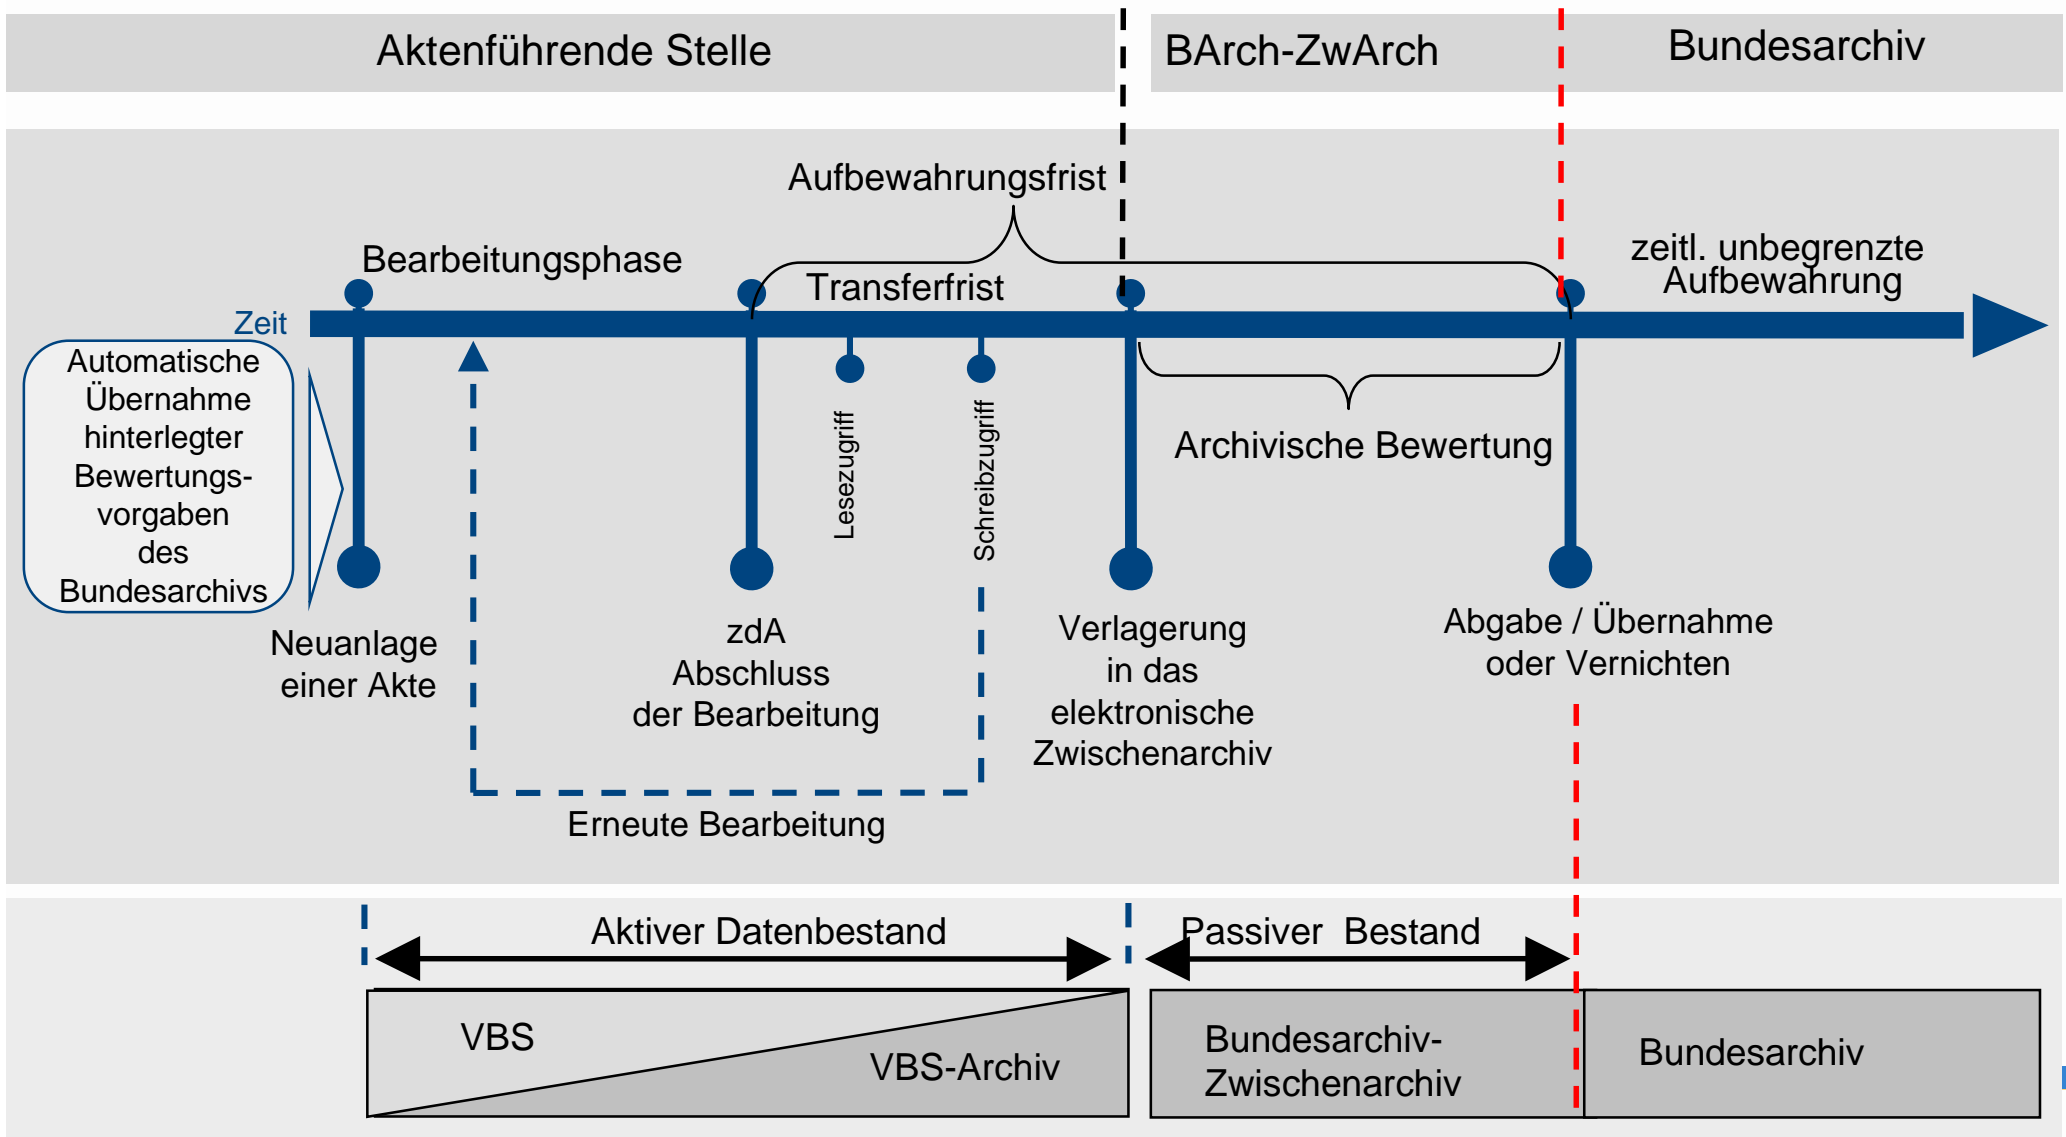 Aktenführende Stelle
BArch-ZwArch
Bundesarchiv
Aufbewahrungsfrist
Bearbeitungsphase
Transferfrist
zeitl. unbegrenzte
Aufbewahrung
Zeit
Automatische
Übernahme
hinterlegter
Bewertungs-
vorgaben
des
Bundesarchivs
Lesezugriff
Schreibzugriff
Archivische Bewertung
Neuanlage
einer Akte
zdA
Abschluss
der Bearbeitung
Verlagerung
in das
elektronische
Zwischenarchiv
Abgabe / Übernahme
oder Vernichten
Erneute Bearbeitung
Aktiver Datenbestand
Passiver Bestand
VBS
VBS-Archiv
Bundesarchiv-
Zwischenarchiv
Bundesarchiv